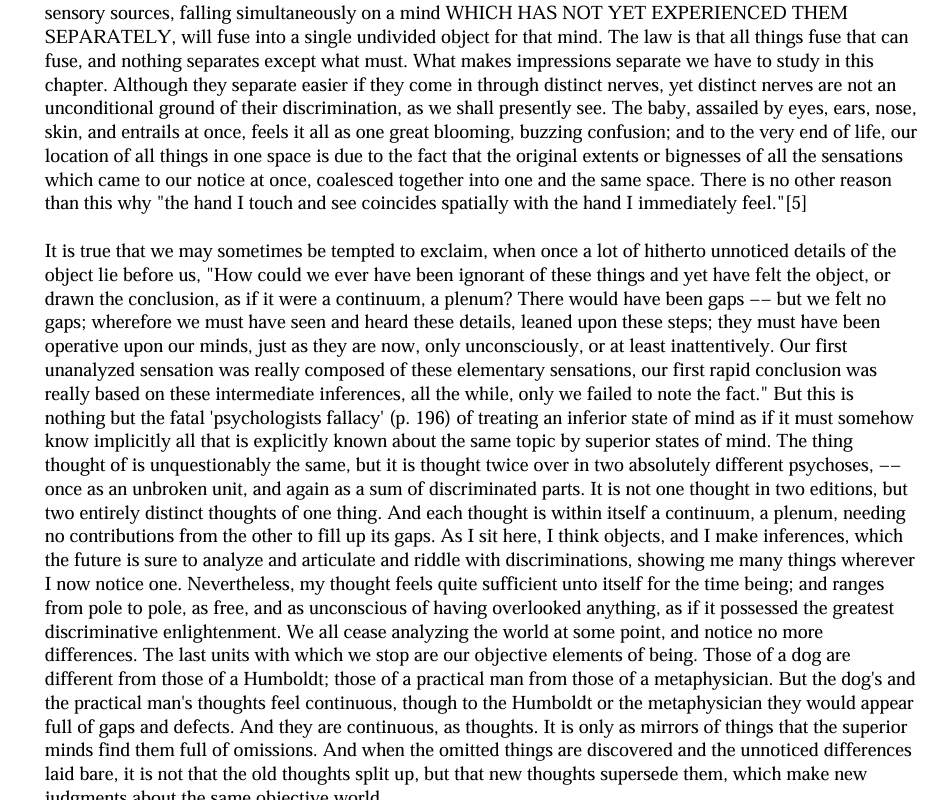 sensory sources, falling simultaneously on a mind WHICH HAS NOT YET EXPERIENCED THEM
SEPARATELY, will fuse into a single undivided object for that mind. The law is that all things fuse that can
fuse, and nothing separates except what must. What makes impressions separate we have to study in this
chapter. Although they separate easier if they come in through distinct nerves, yet distinct nerves are not an
unconditional ground of their discrimination, as we shall presently see. The baby, assailed by eyes, ears, nose,
skin, and entrails at once, feels it all as one great blooming, buzzing confusion; and to the very end of life, our
location of all things in one space is due to the fact that the original extents or bignesses of all the sensations
which came to our notice at once, coalesced together into one and the same space. There is no other reason
than this why "the hand I touch and see coincides spatially with the hand I immediately feel."[5]
It is true that we may sometimes be tempted to exclaim, when once a lot of hitherto unnoticed details of the
object lie before us, "How could we ever have been ignorant of these things and yet have felt the object, or
drawn the conclusion, as if it were a continuum, a plenum? There would have been gaps −− but we felt no
gaps; wherefore we must have seen and heard these details, leaned upon these steps; they must have been
operative upon our minds, just as they are now, only unconsciously, or at least inattentively. Our first
unanalyzed sensation was really composed of these elementary sensations, our first rapid conclusion was
really based on these intermediate inferences, all the while, only we failed to note the fact." But this is
nothing but the fatal 'psychologists fallacy' (p. 196) of treating an inferior state of mind as if it must somehow
know implicitly all that is explicitly known about the same topic by superior states of mind. The thing
thought of is unquestionably the same, but it is thought twice over in two absolutely different psychoses, −−
once as an unbroken unit, and again as a sum of discriminated parts. It is not one thought in two editions, but
two entirely distinct thoughts of one thing. And each thought is within itself a continuum, a plenum, needing
no contributions from the other to fill up its gaps. As I sit here, I think objects, and I make inferences, which
the future is sure to analyze and articulate and riddle with discriminations, showing me many things wherever
I now notice one. Nevertheless, my thought feels quite sufficient unto itself for the time being; and ranges
from pole to pole, as free, and as unconscious of having overlooked anything, as if it possessed the greatest
discriminative enlightenment. We all cease analyzing the world at some point, and notice no more
differences. The last units with which we stop are our objective elements of being. Those of a dog are
different from those of a Humboldt; those of a practical man from those of a metaphysician. But the dog's and
the practical man's thoughts feel continuous, though to the Humboldt or the metaphysician they would appear
full of gaps and defects. And they are continuous, as thoughts. It is only as mirrors of things that the superior
minds find them full of omissions. And when the omitted things are discovered and the unnoticed differences
laid bare, it is not that the old thoughts split up, but that new thoughts supersede them, which make new
judgments about the same objective world.